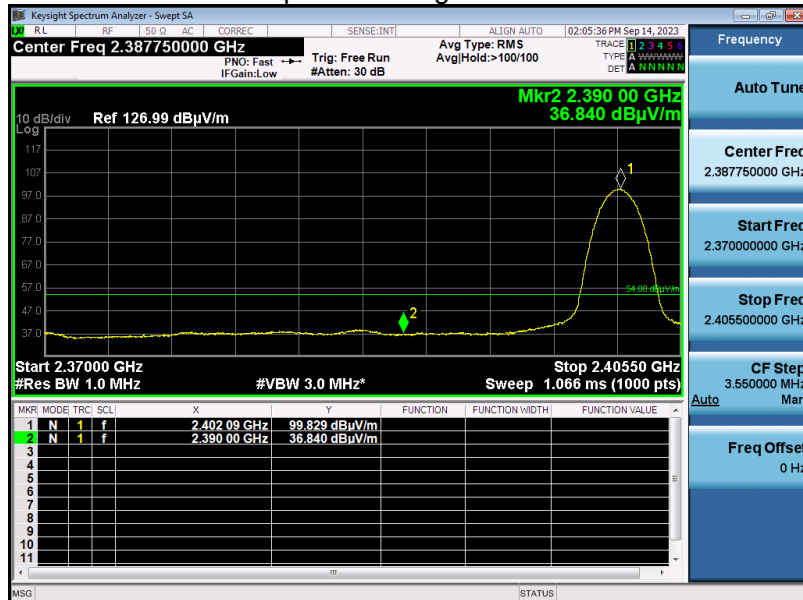 Keysight Spectrum Analyzer - Swept SA
LXI RL RF 50 Ω AC CORREC SENSE:INT ALIGN AUTO 02:05:36 PM Sep 14, 2023
Center Freq 2.387750000 GHz
PNO: Fast
IFGain:Low
Trig: Free Run
#Atten: 30 dB
Avg Type: RMS
Avg|Hold:>100/100
TRACE 1 2 3 4 5 6
TYPE A WWWWW
DET A N N N N N
Frequency
Mkr2 2.390 00 GHz
36.840 dBµV/m
10 dB/div Ref 126.99 dBµV/m
Log
117
107
97.0
87.0
77.0
67.0
57.0
47.0
37.0
1
54.00 dBµV/m
2
Start 2.37000 GHz Stop 2.40550 GHz
#Res BW 1.0 MHz #VBW 3.0 MHz* Sweep 1.066 ms (1000 pts)
MKR MODE TRC SCL X Y FUNCTION FUNCTION WIDTH FUNCTION VALUE
1 N 1 f 2.402 09 GHz 99.829 dBµV/m
2 N 1 f 2.390 00 GHz 36.840 dBµV/m
3
4
5
6
7
8
9
10
11
MSG STATUS
Auto Tune
Center Freq
2.387750000 GHz
Start Freq
2.370000000 GHz
Stop Freq
2.405500000 GHz
CF Step
3.550000 MHz
Auto Man
Freq Offset
0 Hz